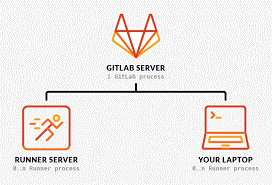 GITLAB SERVER
1 GitLab process
RUNNER SERVER
0..n Runner process
YOUR LAPTOP
0..n Runner process